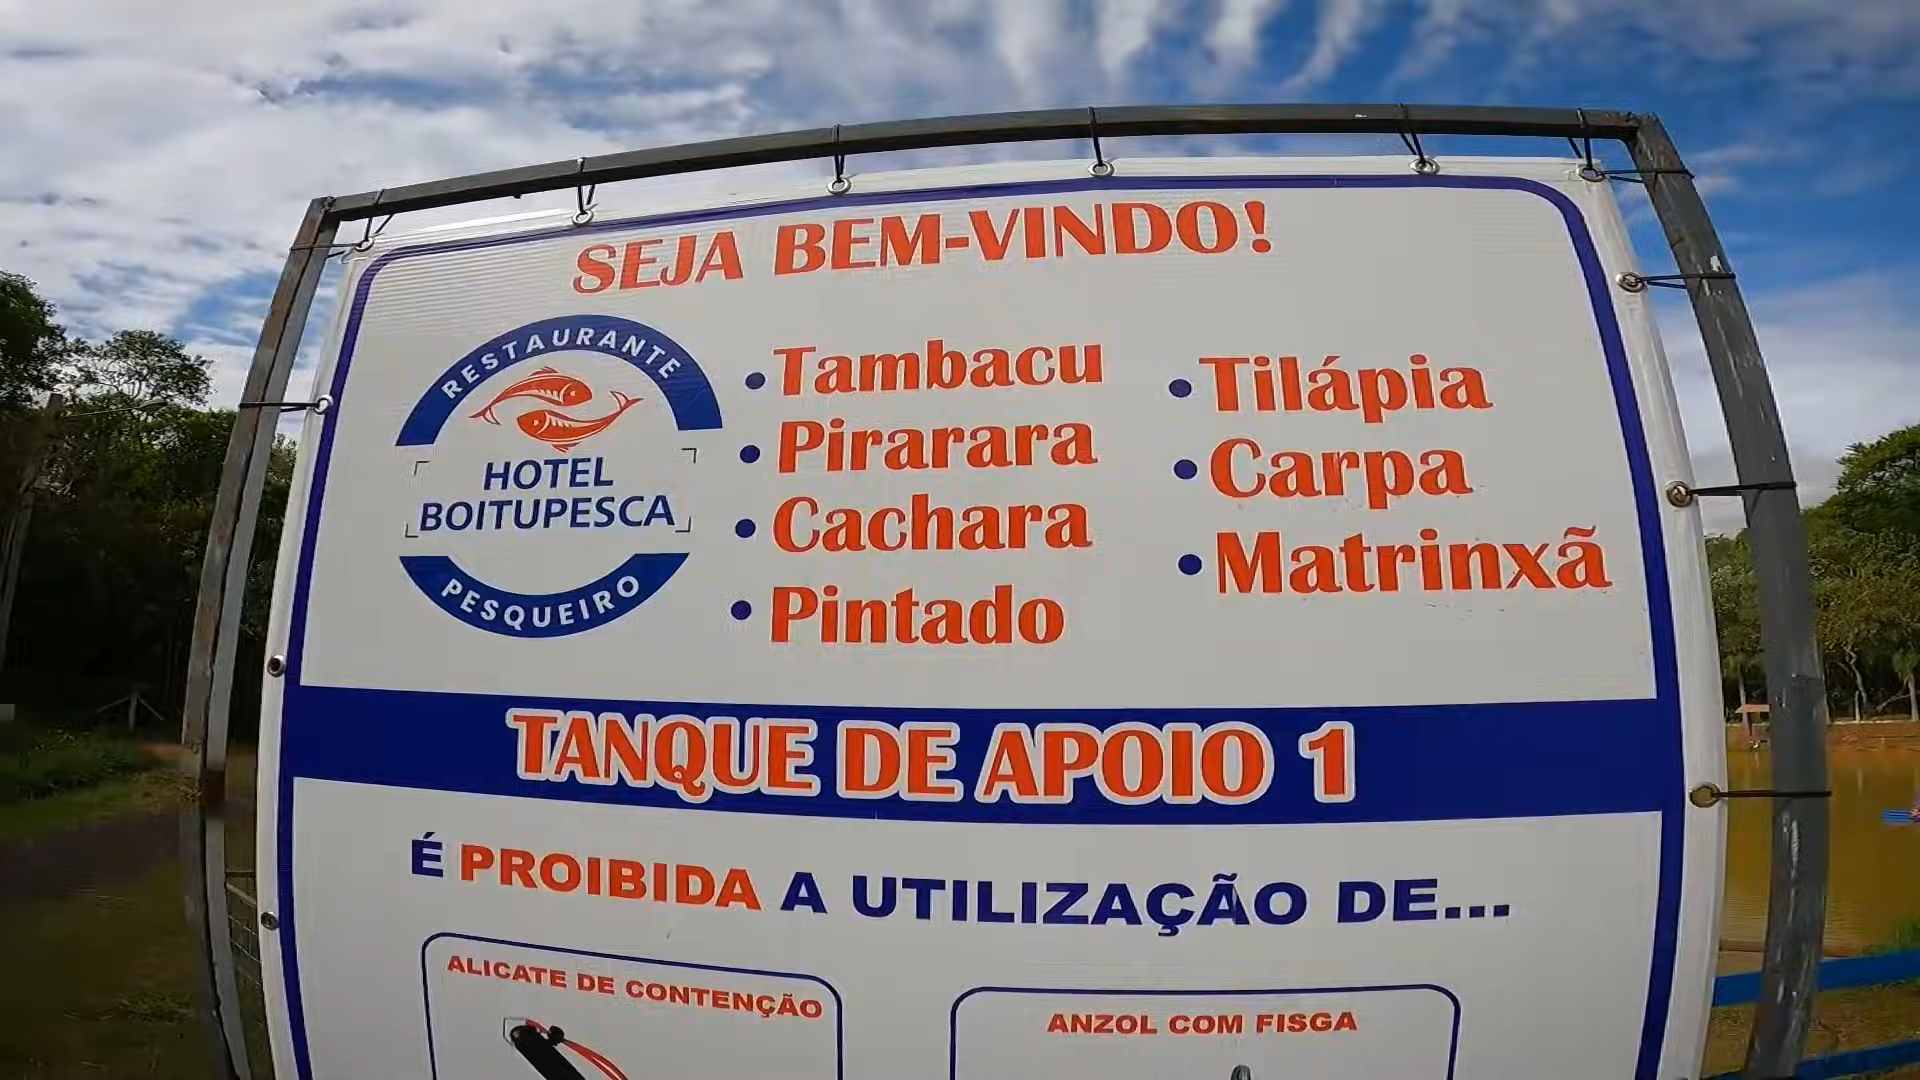 SEJA BEM-VINDO!
RESTAURANTE
HOTEL
BOITUPESCA
PESQUEIRO
•Tambacu
•Pirarara
•Cachara
•Pintado
•Tilápia
•Carpa
•Matrinxã
TANQUE DE APOIO 1
É PROIBIDA A UTILIZAÇÃO DE...
ALICATE DE CONTENÇÃO
ANZOL COM FISGA